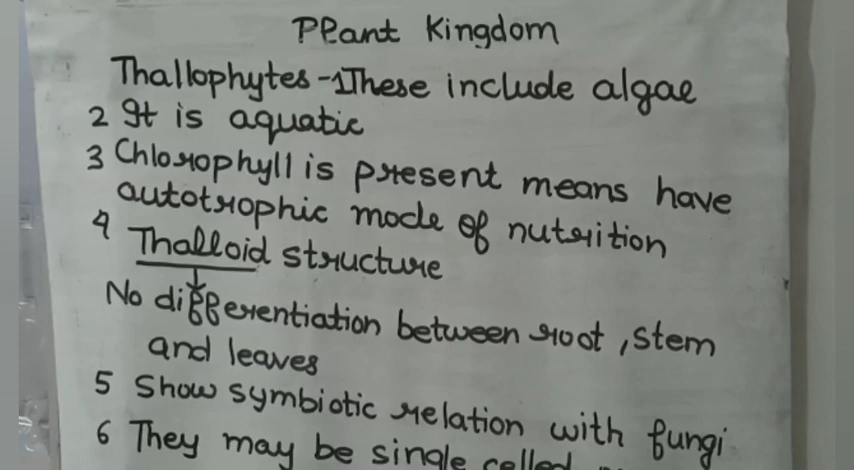 Plant Kingdom
Thallophytes -1These include algae
2 It is aquatic
3 Chlorophyll is present means have
autotrophic mode of nutrition
4 Thalloid structure
No differentiation between root, stem
and leaves
5 Show symbiotic relation with fungi
6 They may be single celled